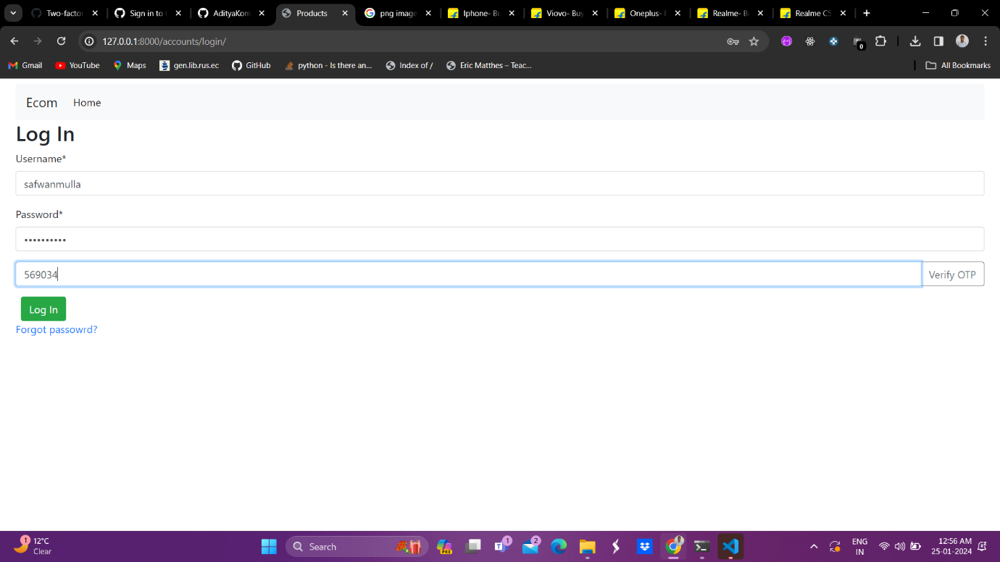 Two-factor
Sign in to
AdityaKom
Products
png image
Iphone- Bu
Viovo- Buy
Oneplus-
Realme- B
Realme C5
127.0.0.1:8000/accounts/login/
0
Gmail
YouTube
Maps
gen.lib.rus.ec
GitHub
python - Is there an...
Index of /
Eric Matthes – Teac...
All Bookmarks
Ecom Home
Log In
Username*
safwanmulla
Password*
••••••••••
569034 Verify OTP
Log In
Forgot passowrd?
1
12°C
Clear
Search
PRE
1
2
ENG
IN
12:56 AM
25-01-2024